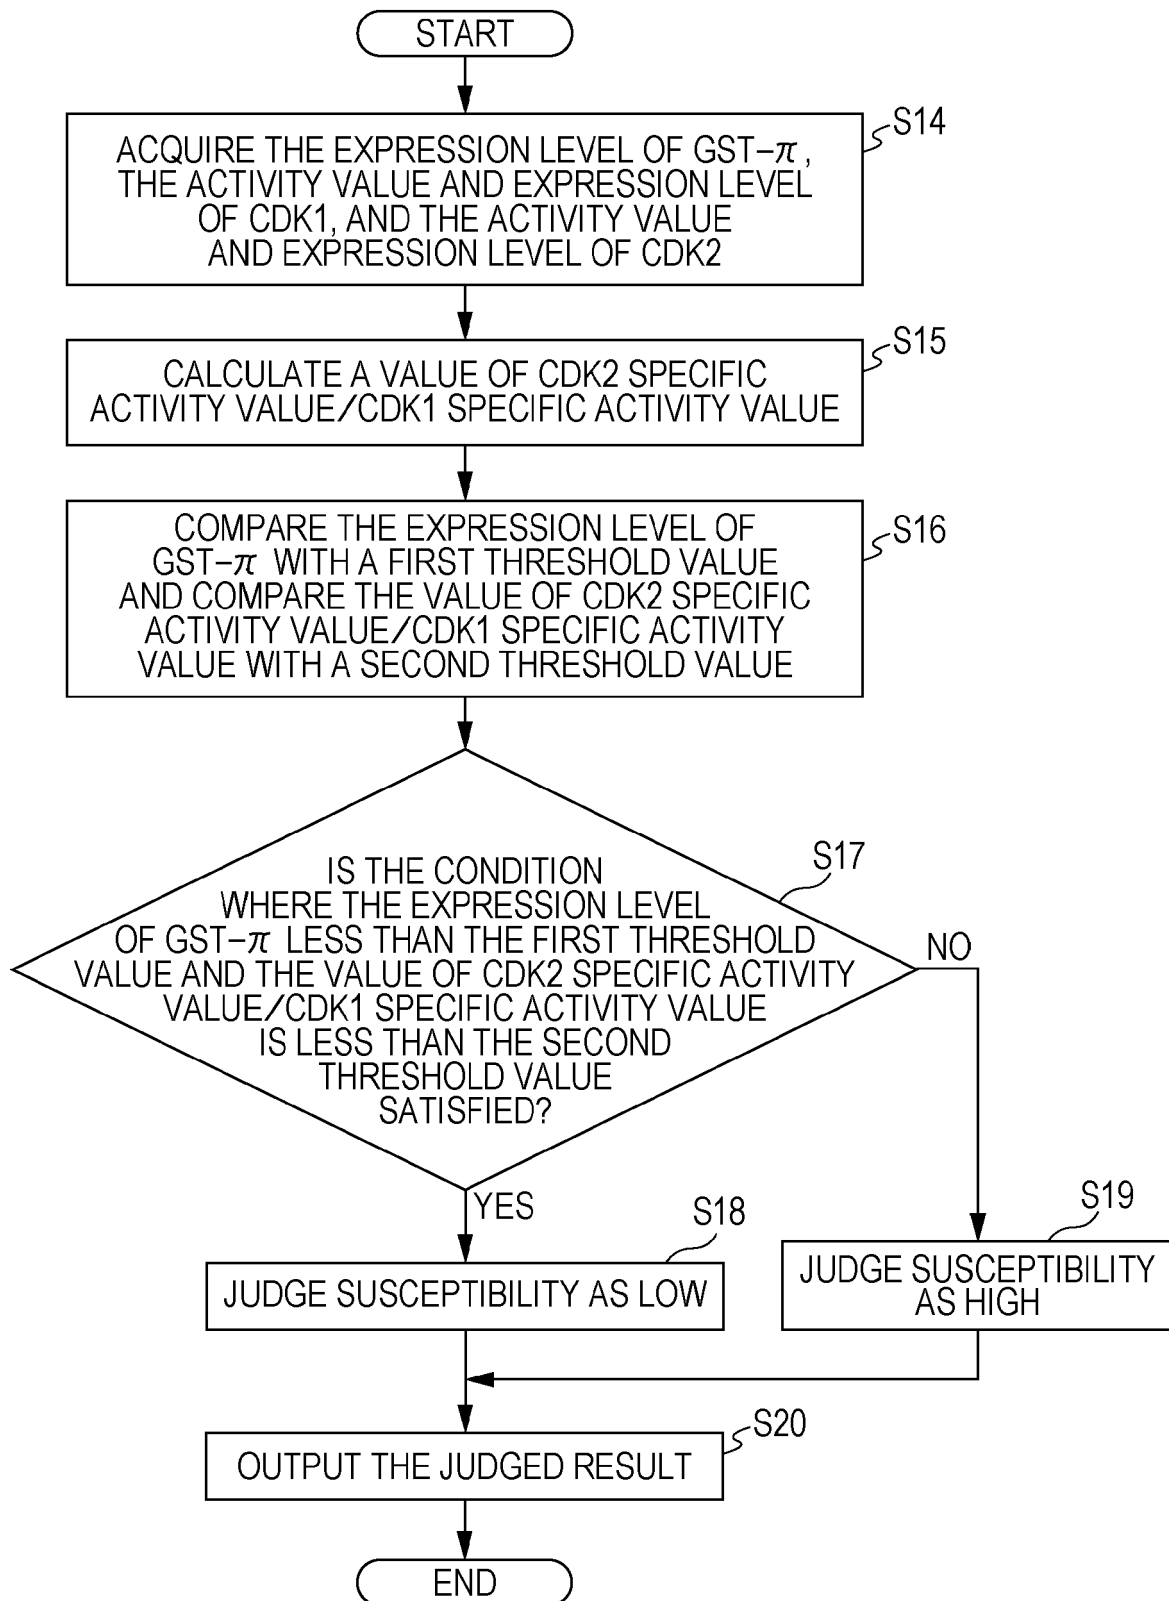 START
S14
ACQUIRE THE EXPRESSION LEVEL OF GST-π,
THE ACTIVITY VALUE AND EXPRESSION LEVEL
OF CDK1, AND THE ACTIVITY VALUE
AND EXPRESSION LEVEL OF CDK2
S15
CALCULATE A VALUE OF CDK2 SPECIFIC
ACTIVITY VALUE/CDK1 SPECIFIC ACTIVITY VALUE
S16
COMPARE THE EXPRESSION LEVEL OF
GST-π WITH A FIRST THRESHOLD VALUE
AND COMPARE THE VALUE OF CDK2 SPECIFIC
ACTIVITY VALUE/CDK1 SPECIFIC ACTIVITY
VALUE WITH A SECOND THRESHOLD VALUE
S17
IS THE CONDITION
WHERE THE EXPRESSION LEVEL
OF GST-π LESS THAN THE FIRST THRESHOLD
VALUE AND THE VALUE OF CDK2 SPECIFIC ACTIVITY
VALUE/CDK1 SPECIFIC ACTIVITY VALUE
IS LESS THAN THE SECOND
THRESHOLD VALUE
SATISFIED?
NO
YES
S18
JUDGE SUSCEPTIBILITY AS LOW
S19
JUDGE SUSCEPTIBILITY
AS HIGH
S20
OUTPUT THE JUDGED RESULT
END